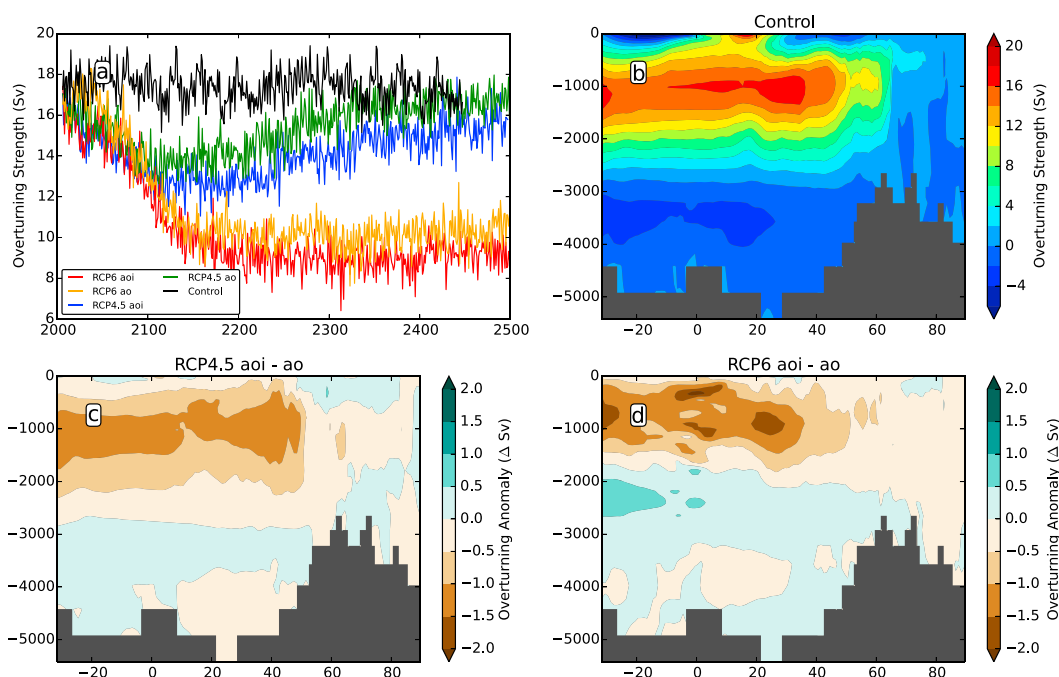 Control
20
18
16
14
12
10
8
6
Overturning Strength (Sv)
a
RCP6 aoi
RCP6 ao
RCP4.5 aoi
RCP4.5 ao
Control
2000 2100 2200 2300 2400 2500
0
−1000
−2000
−3000
−4000
−5000
b
−20 0 20 40 60 80
20
16
12
8
4
0
−4
Overturning Strength (Sv)
RCP4.5 aoi - ao
0
−1000
−2000
−3000
−4000
−5000
c
−20 0 20 40 60 80
2.0
1.5
1.0
0.5
0.0
−0.5
−1.0
−1.5
−2.0
Overturning Anomaly (Δ Sv)
RCP6 aoi - ao
0
−1000
−2000
−3000
−4000
−5000
d
−20 0 20 40 60 80
2.0
1.5
1.0
0.5
0.0
−0.5
−1.0
−1.5
−2.0
Overturning Anomaly (Δ Sv)